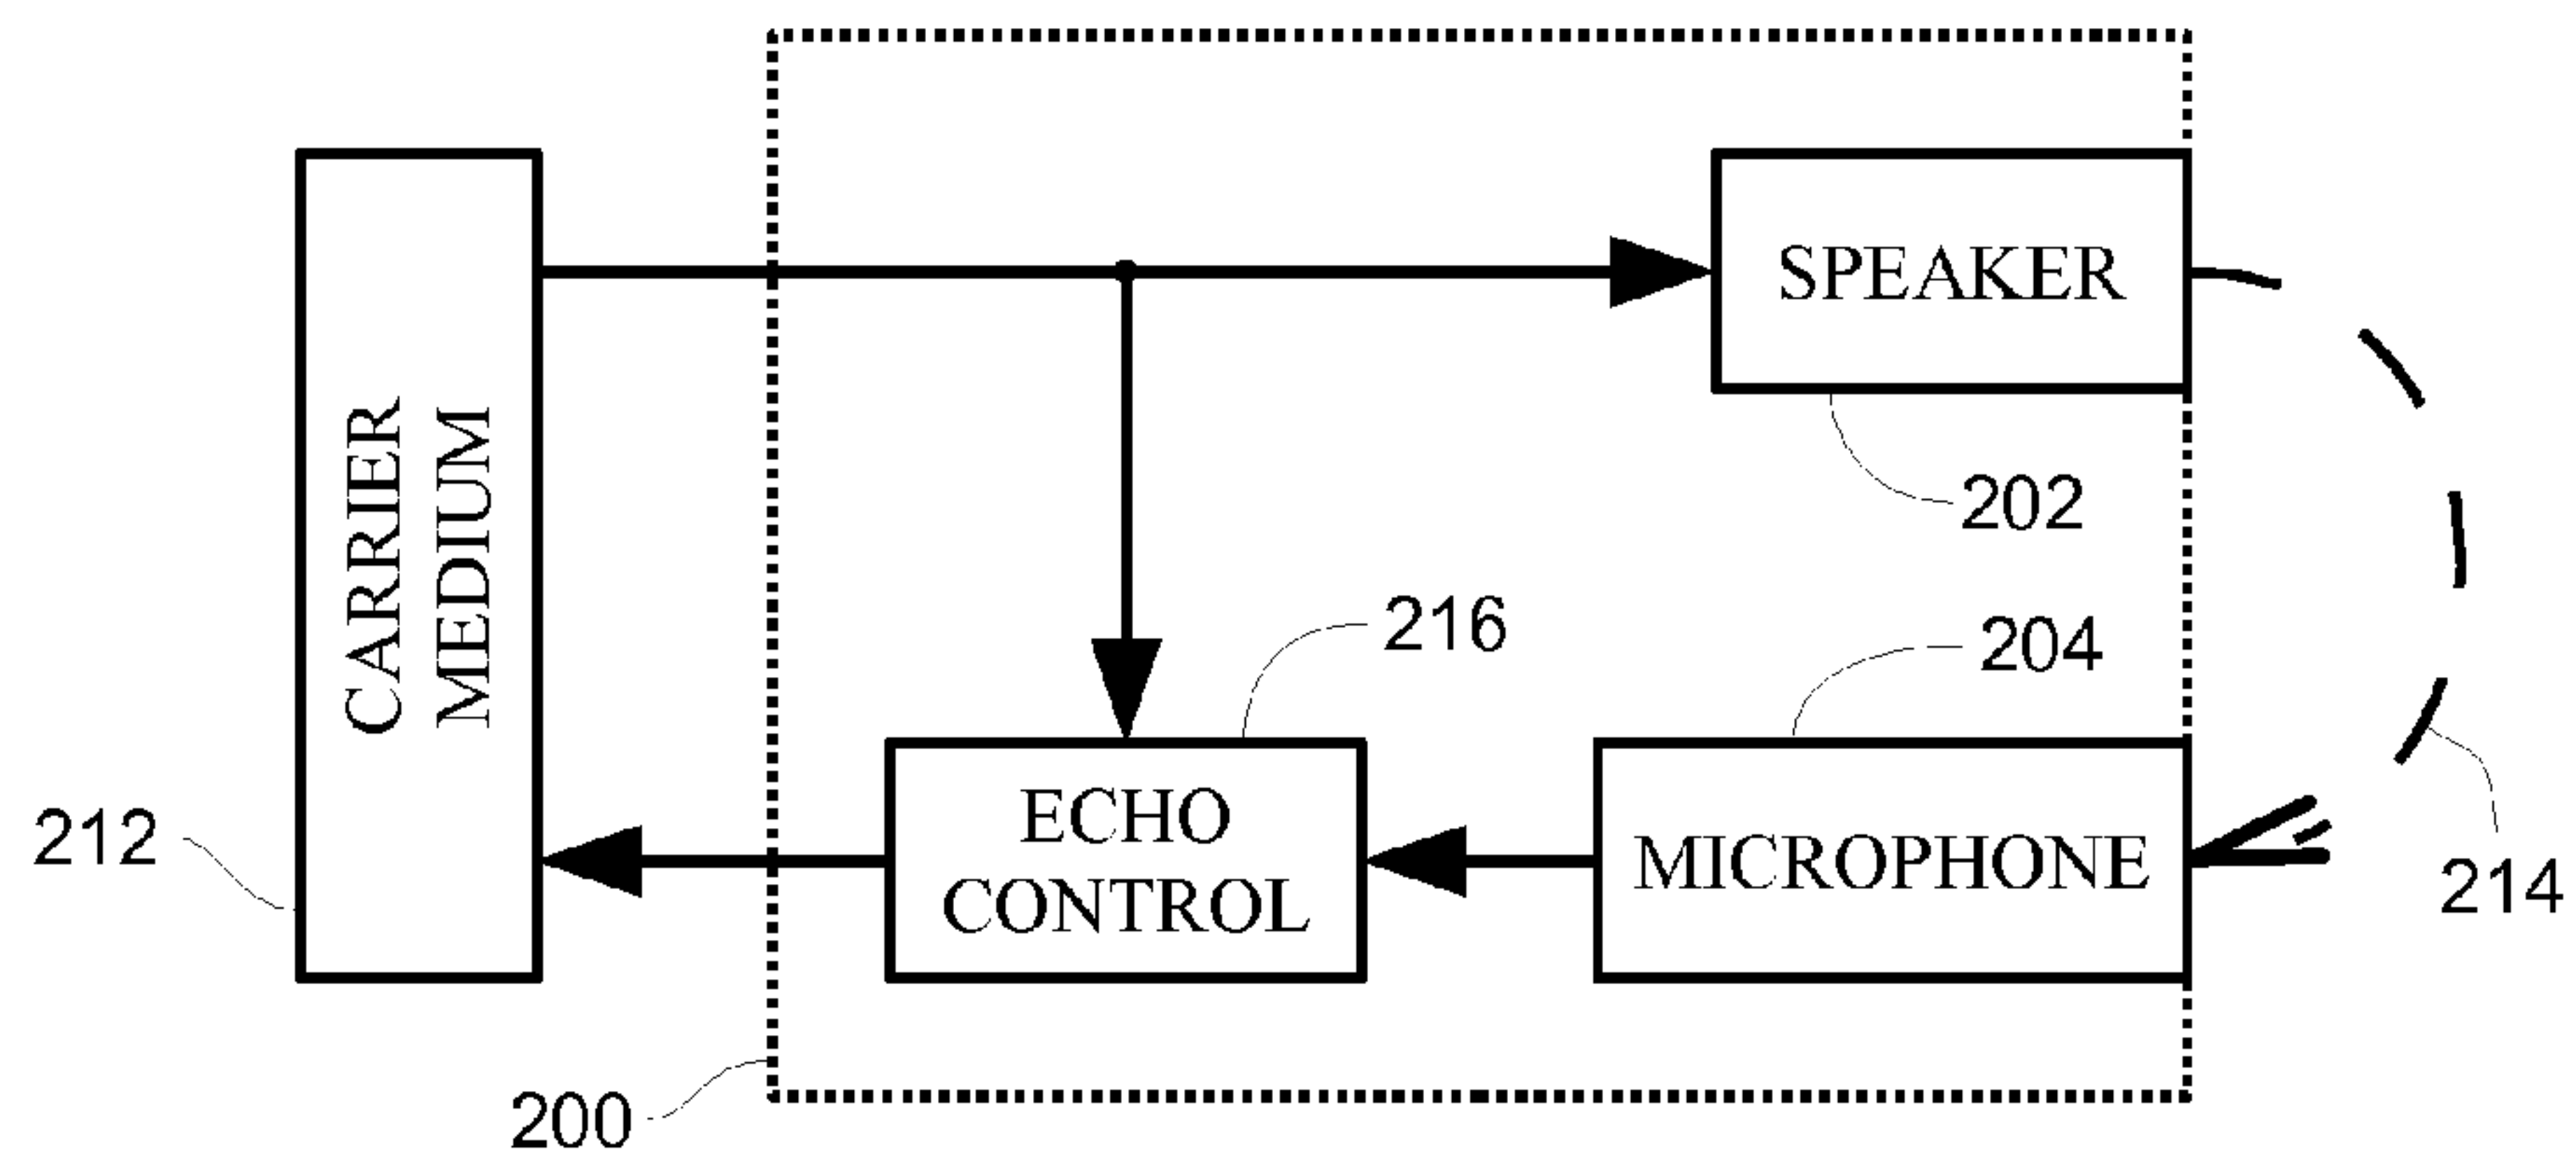 SPEAKER
202
CARRIER
MEDIUM
216
204
ECHO
CONTROL
MICROPHONE
212
214
200